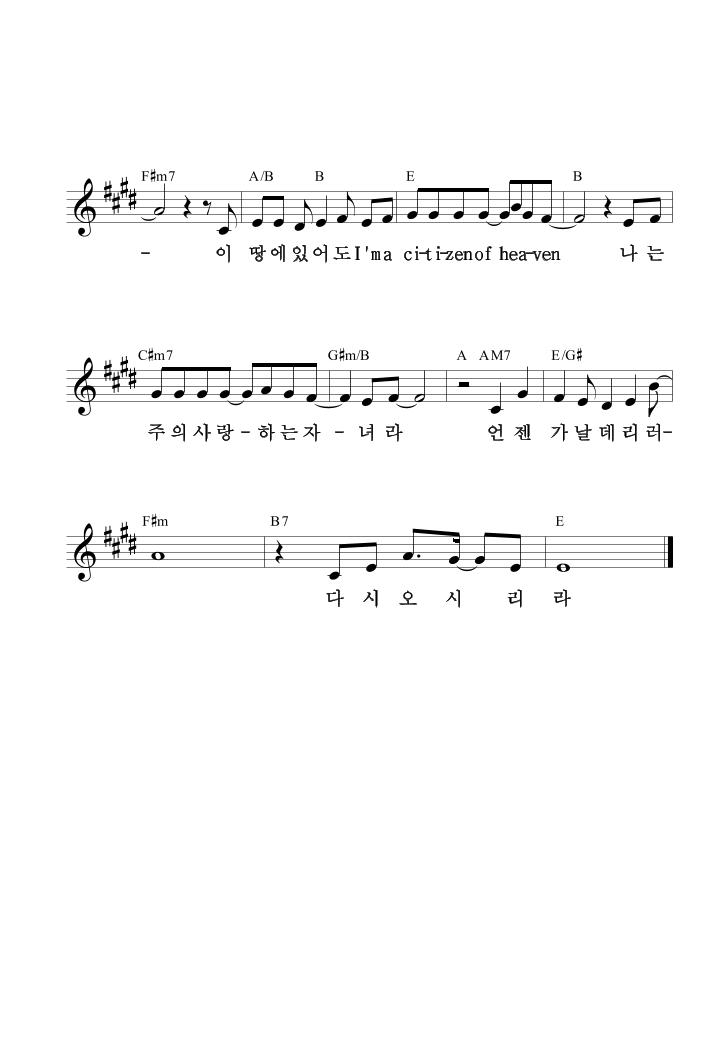 F♯m7 A/B B E B
- 이 땅에있어도I'm a ci-ti-zen of hea-ven 나는
C♯m7 G♯m/B A AM7 E/G♯
주의사랑-하는자-녀라 언젠가날데리러-
F♯m B7 E
다시오시리라